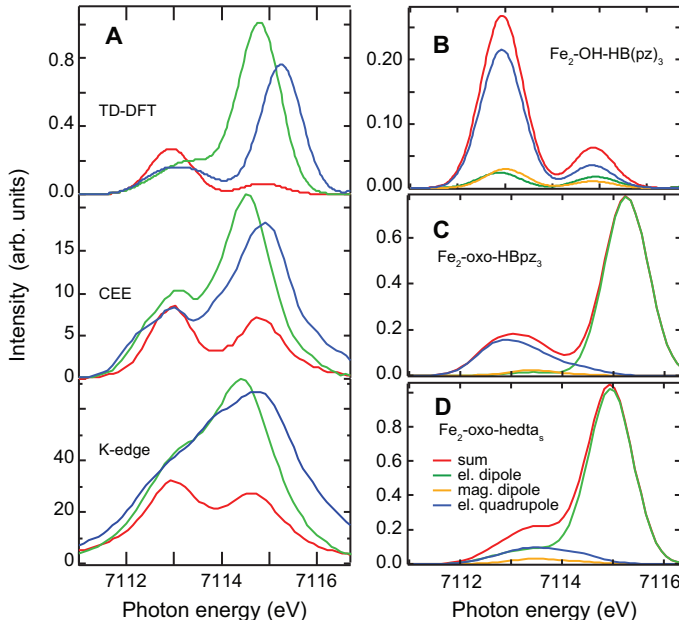 A
TD-DFT
0.8
0.4
0.0
CEE
15
10
5
0
K-edge
40
20
0
7112
7114
7116
Photon energy (eV)
Intensity (arb. units)
B
Fe2-OH-HB(pz)3
0.20
0.10
0.00
C
Fe2-oxo-HBpz3
0.6
0.4
0.2
0.0
D
Fe2-oxo-hedtas
sum
el. dipole
mag. dipole
el. quadrupole
0.8
0.4
0.0
7112
7114
7116
Photon energy (eV)